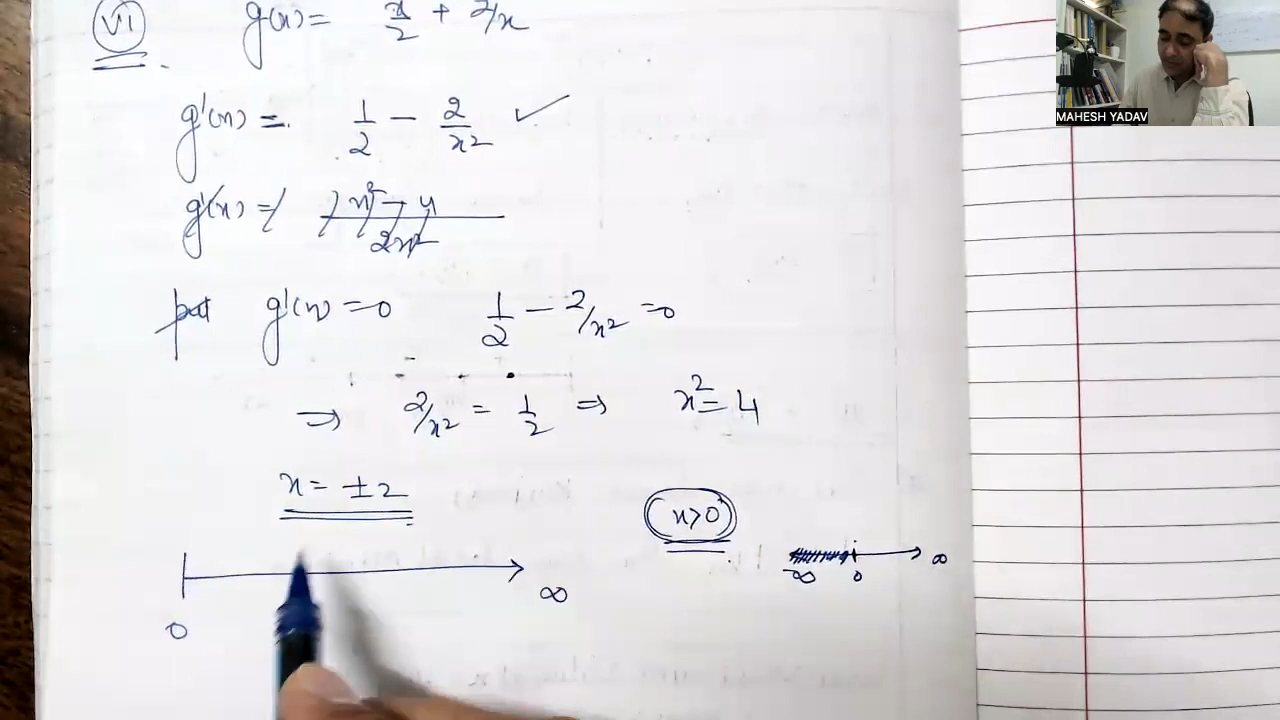 VI g(x) = x/2 + 2/x
MAHESH YADAV
g'(x) = 1/2 - 2/x² ✓
g'(x) = x² - 4 / 2x²
put g'(x) = 0 1/2 - 2/x² = 0
⇒ 2/x² = 1/2 ⇒ x² = 4
x = ±2
x>0
0 ∞
∞ 0 ∞